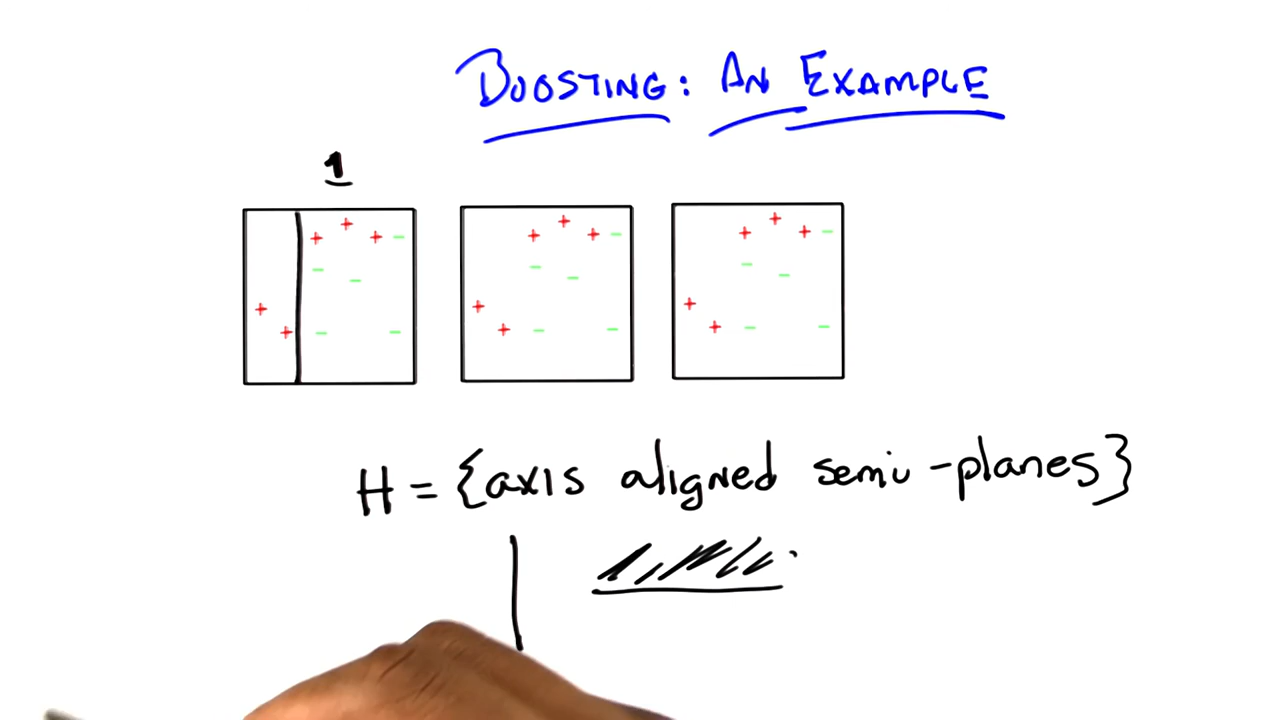 BOOSTING: AN EXAMPLE
1
H = {axis aligned semi-planes}